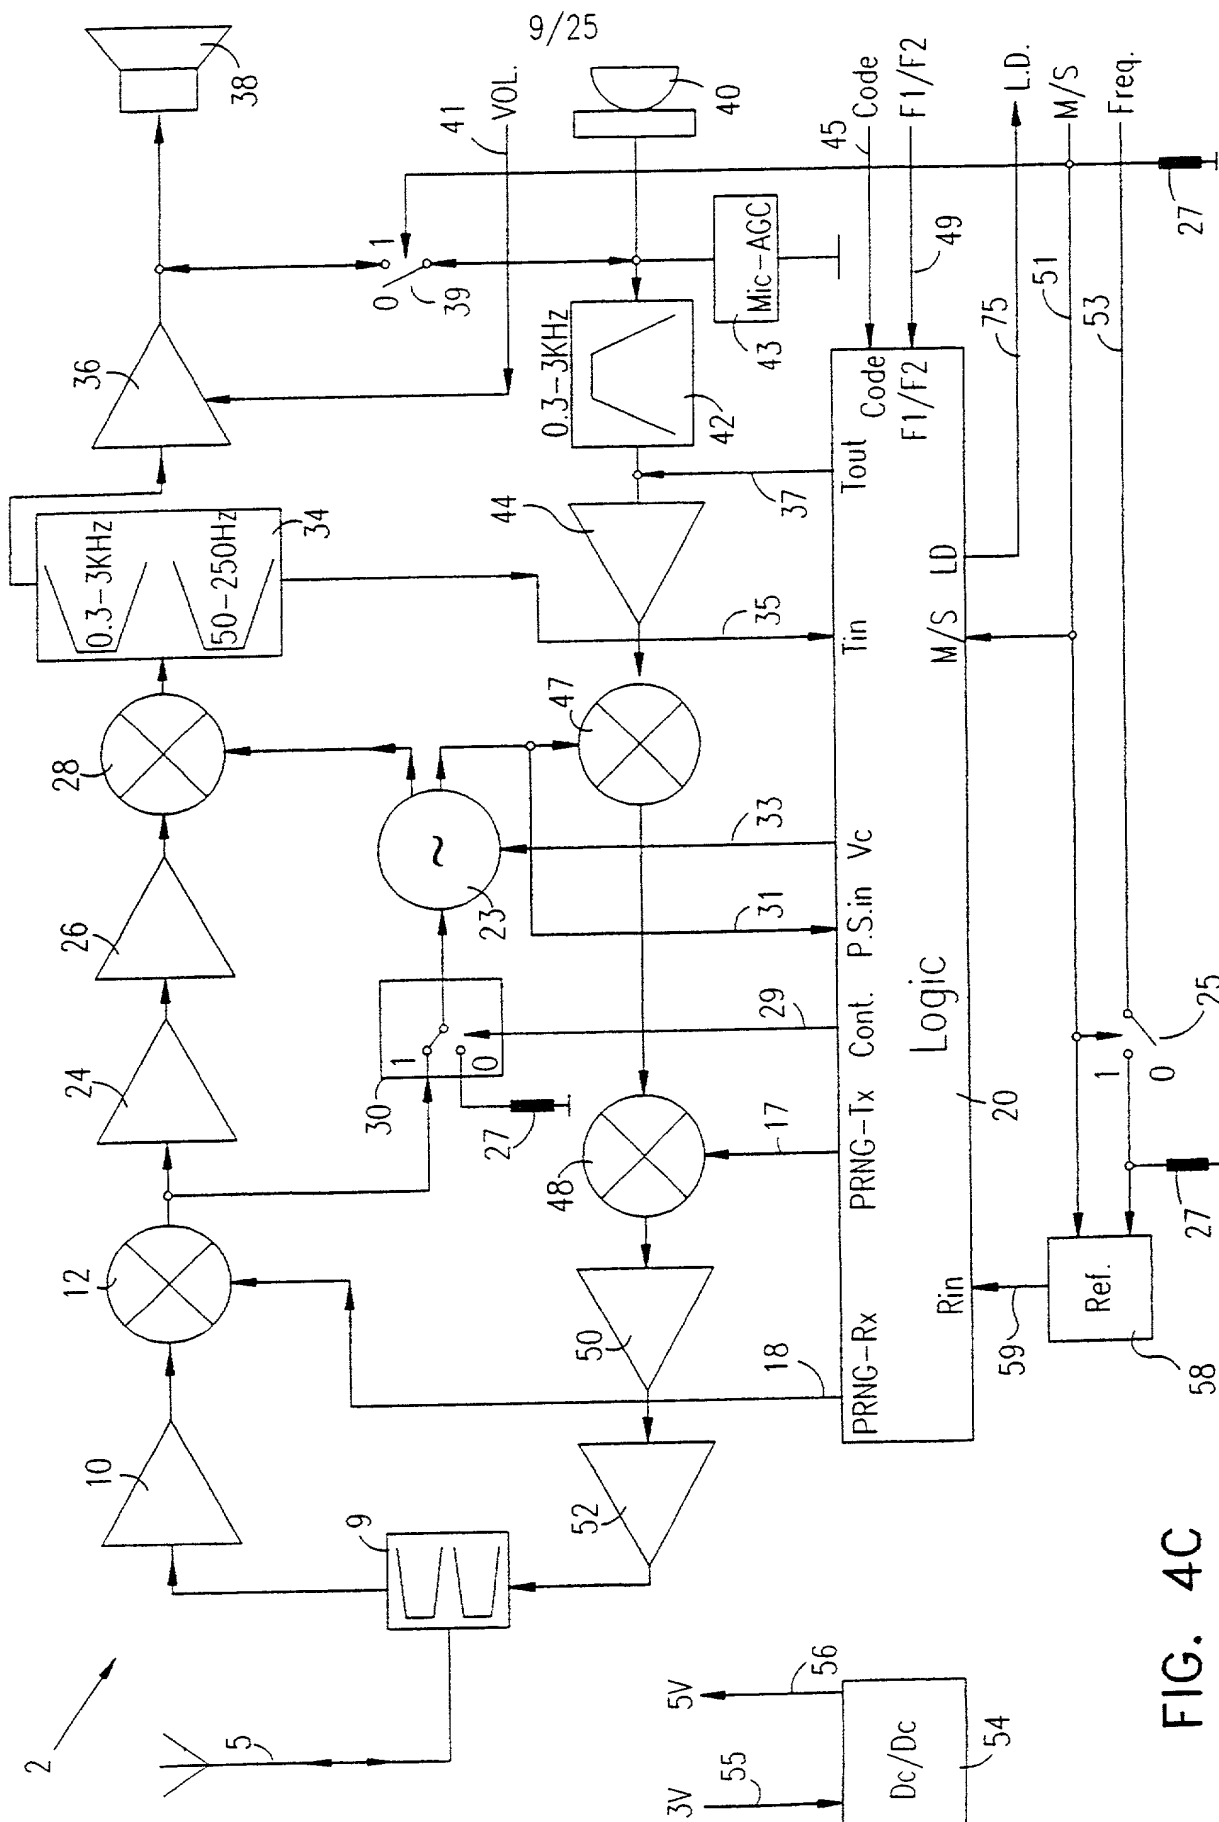 9/25
2
5
9
10
12
24
26
28
0.3-3KHz
50-250Hz
34
36
38
41
VOL.
1
0
39
40
0.3-3KHz
42
Mic-AGC
43
44
37
35
47
23
~
33
31
1
0
30
27
29
48
17
50
18
52
45
Code
F1/F2
49
Code
F1/F2
Tout
Tin
Vc
P.S.in
Cont.
PRNG-Tx
PRNG-Rx
Logic
20
Rin
M/S
LD
75
L.D.
51
M/S
53
Freq.
27
1
0
25
27
Ref.
58
59
3V
55
5V
56
Dc/Dc
54
FIG. 4C